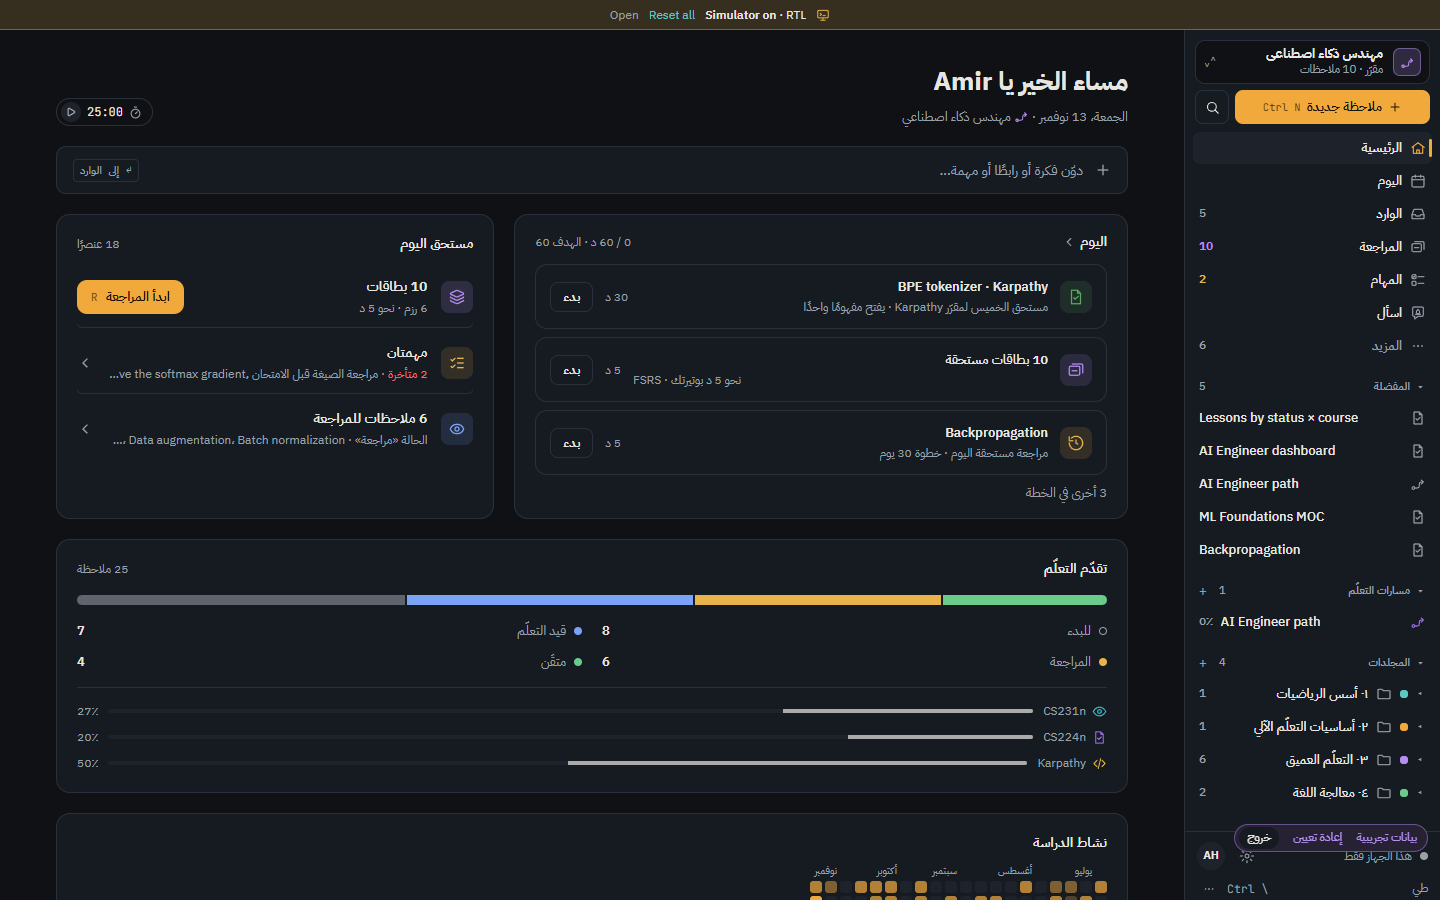 Open Reset all Simulator on · RTL
مهندس ذكاء اصطناعي
مقرّر · 10 ملاحظات
ملاحظة جديدة Ctrl N
الرئيسية
اليوم
الوارد 5
المراجعة 10
المهام 2
اسأل
المزيد 6
المفضلة 5
Lessons by status × course
AI Engineer dashboard
AI Engineer path
ML Foundations MOC
Backpropagation
مسارات التعلّم 1 +
AI Engineer path 0٪
المجلدات 4 +
١- أسس الرياضيات 1
٢- أساسيات التعلّم الآلي 1
٣- التعلّم العميق 6
٤- معالجة اللغة 2
بيانات تجريبية إعادة تعيين خروج
هذا الجهاز فقط AH
طي Ctrl \ ...
مساء الخير يا Amir
الجمعة، 13 نوفمبر · مهندس ذكاء اصطناعي
25:00
دوّن فكرة أو رابطًا أو مهمة...
إلى الوارد
اليوم
0 / 60 د · الهدف 60
BPE tokenizer · Karpathy
مستحق الخميس لمقرّر Karpathy · يفتح مفهومًا واحدًا
30 د
بدء
10 بطاقات مستحقة
نحو 5 د بوتيرتك · FSRS
5 د
بدء
Backpropagation
مراجعة مستحقة اليوم · خطوة 30 يوم
5 د
بدء
3 أخرى في الخطة
مستحق اليوم
18 عنصرًا
10 بطاقات
6 رزم · نحو 5 د
ابدأ المراجعة R
مهمتان
2 متأخرة · مراجعة الصيغة قبل الامتحان, ve the softmax gradient...
6 ملاحظات للمراجعة
الحالة «مراجعة» · Data augmentation، Batch normalization ،...
تقدّم التعلّم
25 ملاحظة
للبدء 8
قيد التعلّم 7
المراجعة 6
متقَن 4
CS231n 27٪
CS224n 20٪
Karpathy 50٪
نشاط الدراسة
يوليو أغسطس سبتمبر أكتوبر نوفمبر